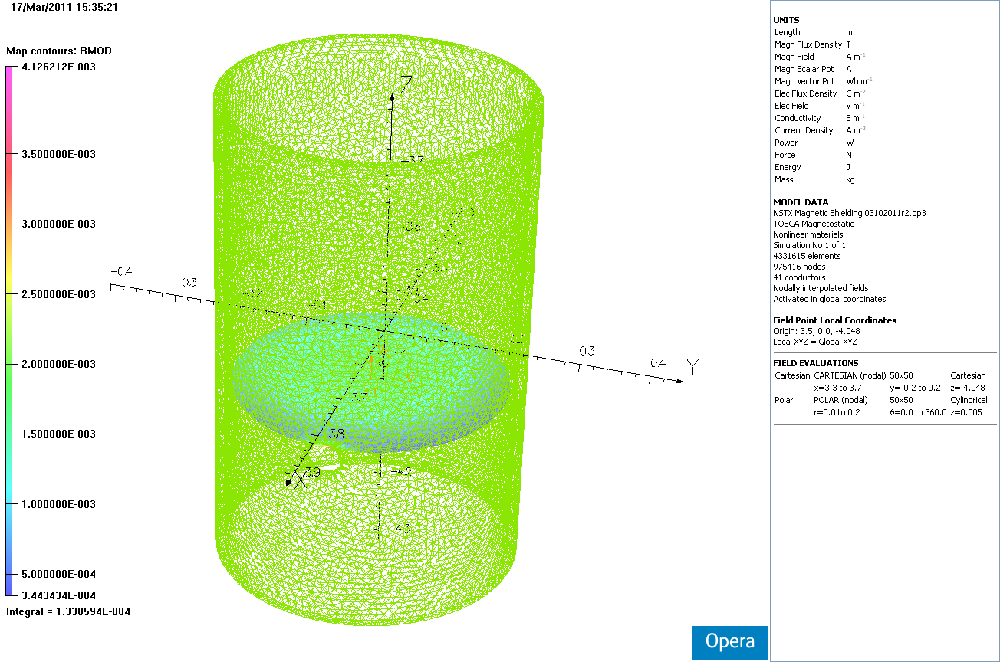 17/Mar/2011 15:35:21
Map contours: BMOD
4.126212E-003
3.500000E-003
3.000000E-003
2.500000E-003
2.000000E-003
1.500000E-003
1.000000E-003
5.000000E-004
3.443434E-004
Integral = 1.330594E-004
Z
-3.7
-0.4
-0.3
0.3
0.4
Y
3.8
3.9
X
-4.2
-4.3
Opera
UNITS
Length m
Magn Flux Density T
Magn Field A m⁻¹
Magn Scalar Pot A
Magn Vector Pot Wb m⁻¹
Elec Flux Density C m⁻²
Elec Field V m⁻¹
Conductivity S m⁻¹
Current Density A m⁻²
Power W
Force N
Energy J
Mass kg
MODEL DATA
NSTX Magnetic Shielding 03102011r2.op3
TOSCA Magnetostatic
Nonlinear materials
Simulation No 1 of 1
4331615 elements
975416 nodes
41 conductors
Nodally interpolated fields
Activated in global coordinates
Field Point Local Coordinates
Origin: 3.5, 0.0, -4.048
Local XYZ = Global XYZ
FIELD EVALUATIONS
Cartesian CARTESIAN (nodal) 50x50 Cartesian
x=3.3 to 3.7 y=-0.2 to 0.2 z=-4.048
Polar POLAR (nodal) 50x50 Cylindrical
r=0.0 to 0.2 θ=0.0 to 360.0 z=0.005